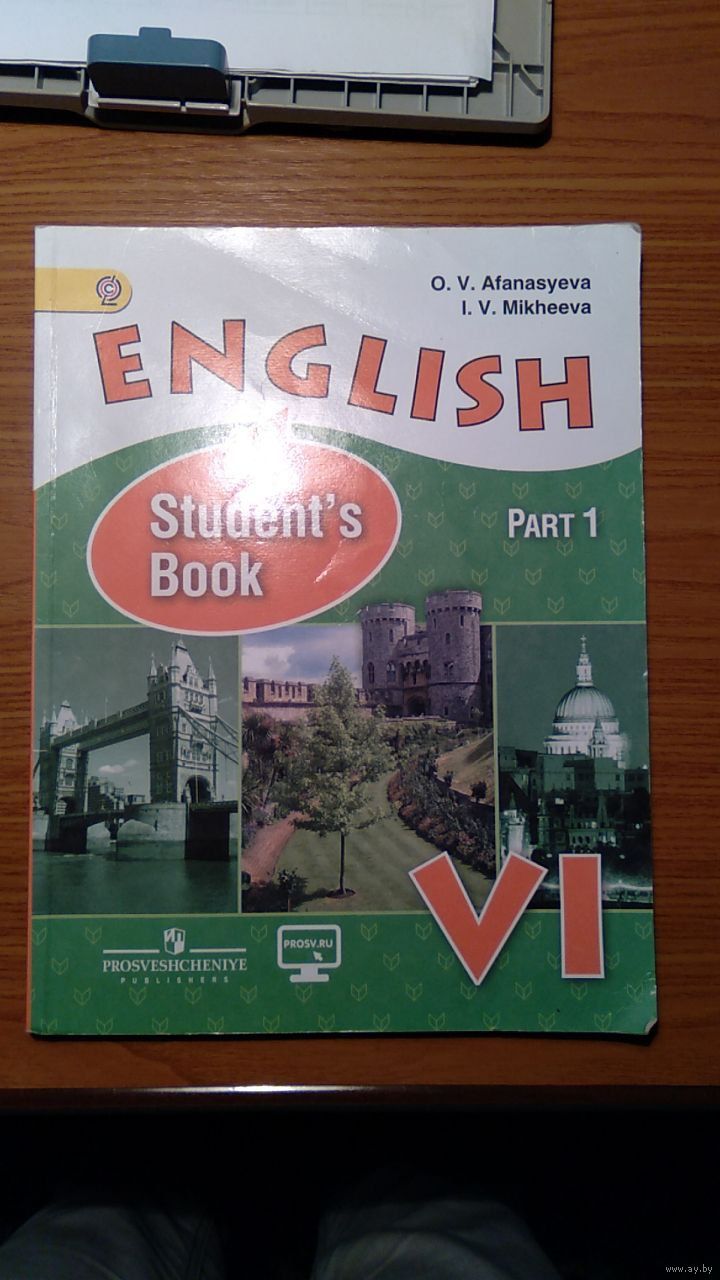 O. V. Afanasyeva
I. V. Mikheeva
ENGLISH
Student's
Book
PART 1
VI
PROSVESHCHENIYE
PUBLISHERS
PROSV.RU
www.ay.by